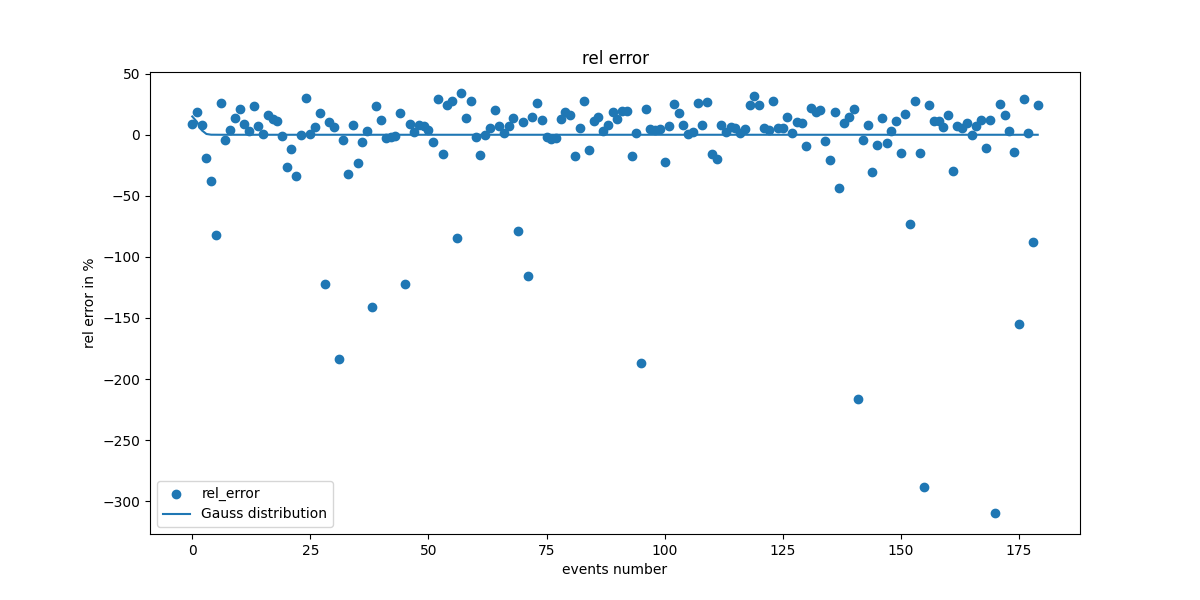 rel error
50
0
−50
−100
−150
−200
−250
−300
rel error in %
rel_error
Gauss distribution
0 25 50 75 100 125 150 175
events number